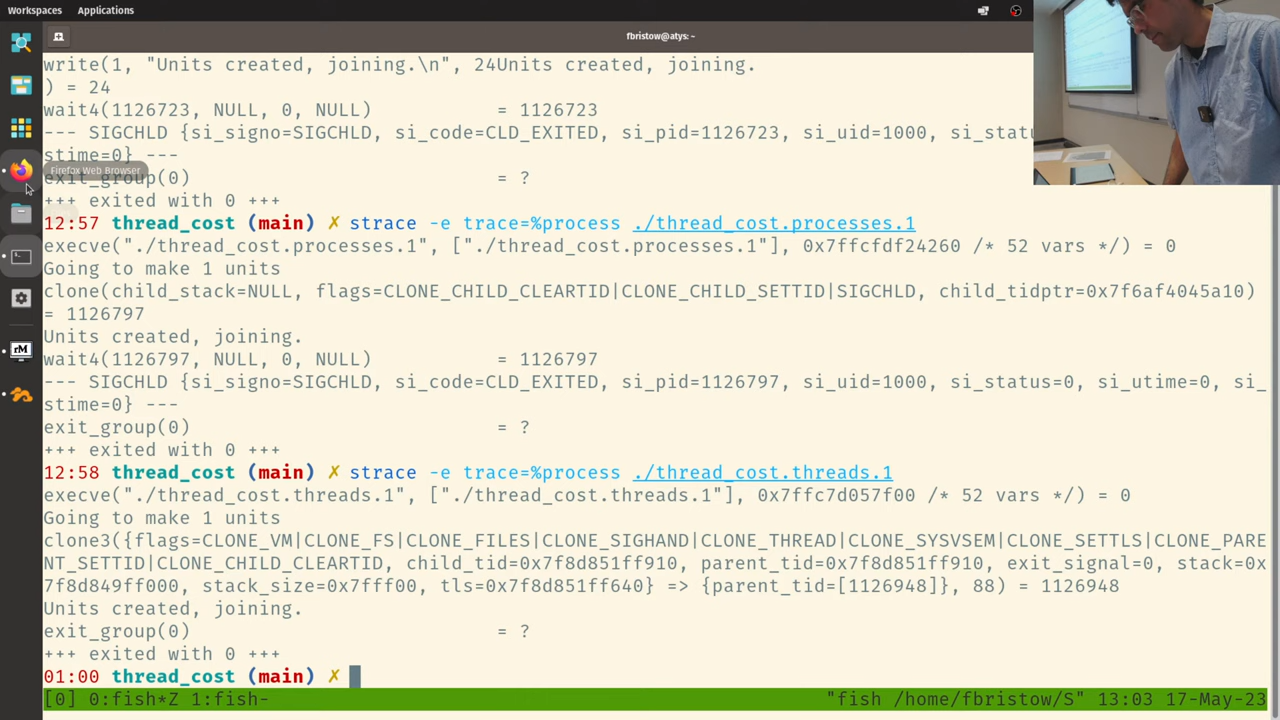 Workspaces Applications
fbristow@atys: ~
write(1, "Units created, joining.\n", 24Units created, joining.
) = 24
wait4(1126723, NULL, 0, NULL) = 1126723
--- SIGCHLD {si_signo=SIGCHLD, si_code=CLD_EXITED, si_pid=1126723, si_uid=1000, si_statu
stime=0} ---
Firefox Web Browser
exit_group(0) = ?
+++ exited with 0 +++
12:57 thread_cost (main) ✗ strace -e trace=%process ./thread_cost.processes.1
execve("./thread_cost.processes.1", ["./thread_cost.processes.1"], 0x7ffcfdf24260 /* 52 vars */) = 0
Going to make 1 units
clone(child_stack=NULL, flags=CLONE_CHILD_CLEARTID|CLONE_CHILD_SETTID|SIGCHLD, child_tidptr=0x7f6af4045a10)
= 1126797
Units created, joining.
wait4(1126797, NULL, 0, NULL) = 1126797
--- SIGCHLD {si_signo=SIGCHLD, si_code=CLD_EXITED, si_pid=1126797, si_uid=1000, si_status=0, si_utime=0, si_
stime=0} ---
exit_group(0) = ?
+++ exited with 0 +++
12:58 thread_cost (main) ✗ strace -e trace=%process ./thread_cost.threads.1
execve("./thread_cost.threads.1", ["./thread_cost.threads.1"], 0x7ffc7d057f00 /* 52 vars */) = 0
Going to make 1 units
clone3({flags=CLONE_VM|CLONE_FS|CLONE_FILES|CLONE_SIGHAND|CLONE_THREAD|CLONE_SYSVSEM|CLONE_SETTLS|CLONE_PARE
NT_SETTID|CLONE_CHILD_CLEARTID, child_tid=0x7f8d851ff910, parent_tid=0x7f8d851ff910, exit_signal=0, stack=0x
7f8d849ff000, stack_size=0x7fff00, tls=0x7f8d851ff640} => {parent_tid=[1126948]}, 88) = 1126948
Units created, joining.
exit_group(0) = ?
+++ exited with 0 +++
01:00 thread_cost (main) ✗
[0] 0:fish*Z 1:fish- "fish /home/fbristow/S" 13:03 17-May-23
rM